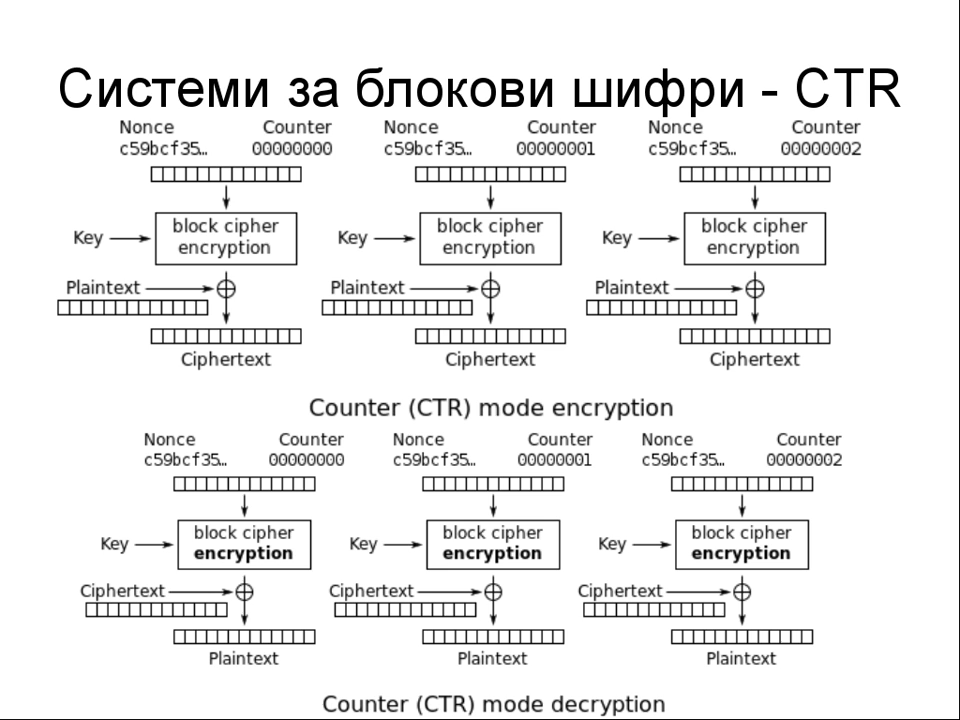 Системи за блокови шифри - CTR
Nonce Counter Nonce Counter Nonce Counter
c59bcf35… 00000000 c59bcf35… 00000001 c59bcf35… 00000002
block cipher block cipher block cipher
Key Key Key
encryption encryption encryption
Plaintext Plaintext Plaintext
Ciphertext Ciphertext Ciphertext
Counter (CTR) mode encryption
Nonce Counter Nonce Counter Nonce Counter
c59bcf35… 00000000 c59bcf35… 00000001 c59bcf35… 00000002
block cipher block cipher block cipher
Key Key Key
encryption encryption encryption
Ciphertext Ciphertext Ciphertext
Plaintext Plaintext Plaintext
Counter (CTR) mode decryption